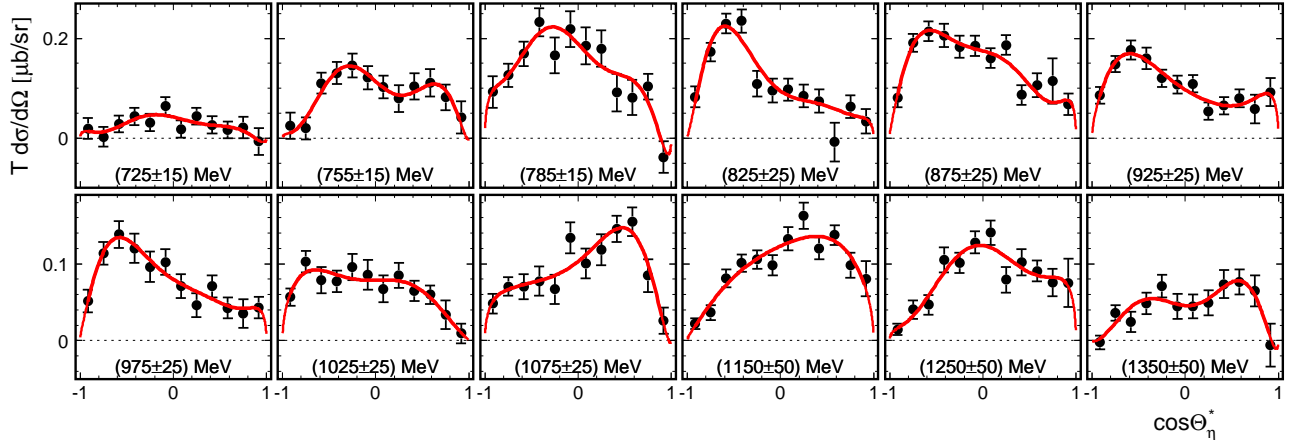 T dσ/dΩ [μb/sr]
0.2
0.1
0
(725±15) MeV
(755±15) MeV
(785±15) MeV
(825±25) MeV
(875±25) MeV
(925±25) MeV
0.1
0
(975±25) MeV
(1025±25) MeV
(1075±25) MeV
(1150±50) MeV
(1250±50) MeV
(1350±50) MeV
-1 0 1 -1 0 1 -1 0 1 -1 0 1 -1 0 1 -1 0 1
cosΘ*η